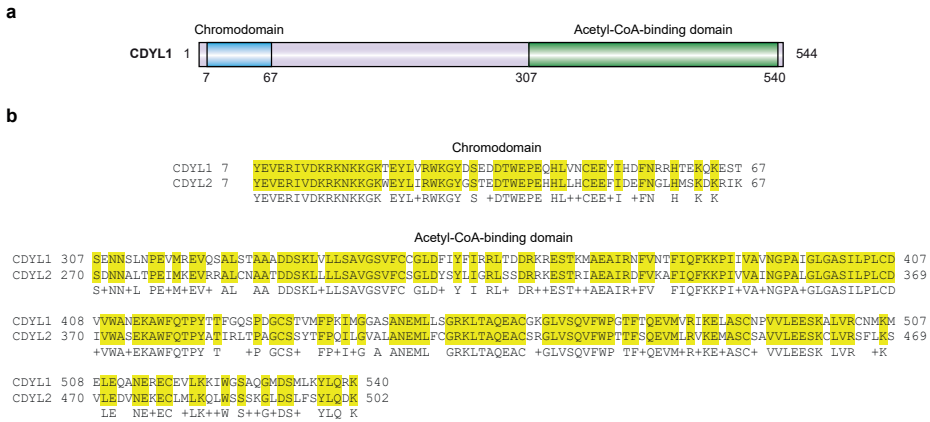 a
Chromodomain Acetyl-CoA-binding domain
CDYL1 1 544
7 67 307 540
b
Chromodomain
CDYL1 7 YEVERIVDKRKNKKGKTEYLVRWKGYDSEDDTWEPEQHLVNCEEYIHDFNRRHTEKQKEST 67
CDYL2 7 YEVERIVDKRKNKKGKWEYLIRWKGYGSTEDTWEPEHHLLHCEEFIDEFNGLHMSKDKRIK 67
YEVERIVDKRKNKKGK EYL+RWKGY S +DTWEPE HL++CEE+I +FN H K K
Acetyl-CoA-binding domain
CDYL1 307 SENNSLNPEVMREVQSALSTAAADDSKLVLLSAVGSVFCCGLDFIYFIRRLTDDRKRESTKMAEAIRNFVNTFIQFKKPIIVAVNGPAIGLGASILPLCD 407
CDYL2 270 SDNNALTPEIMKEVRRALCNAATDDSKLLLLSAVGSVFCSGLDYSYLIGRLSSDRRKESTRIAEAIRDFVKAFIQFKKPIVVAINGPALGLGASILPLCD 369
S+NN+L PE+M+EV+ AL AA DDSKL+LLSAVGSVFC GLD+ Y I RL+ DR++EST++AEAIR+FV FIQFKKPI+VA+NGPA+GLGASILPLCD
CDYL1 408 VVWANEKAWFQTPYTTFGQSPDGCSTVMFPKIMGGASANEMLLSGRKLTAQEACGKGLVSQVFWPGTFTQEVMVRIKELASCNPVVLEESKALVRCNMKM 507
CDYL2 370 IVWASEKAWFQTPYATIRLTPAGCSSYTFPQILGVALANEMLFCGRKLTAQEACSRGLVSQVFWPTTFSQEVMLRVKEMASCSAVVLEESKCLVRSFLKS 469
+VWA+EKAWFQTPY T +P GCS+ FP+I+G A ANEML GRKLTAQEAC +GLVSQVFWP TF+QEVM+R+KE+ASC+ VVLEESK LVR +K
CDYL1 508 ELEQANERECEVLKKIWGSAQGMDSMLKYLQRK 540
CDYL2 470 VLEDVNEKECLMLKQLWSSSKGLDSLFSYLQDK 502
LE NE+EC +LK++W S++G+DS+ YLQ K